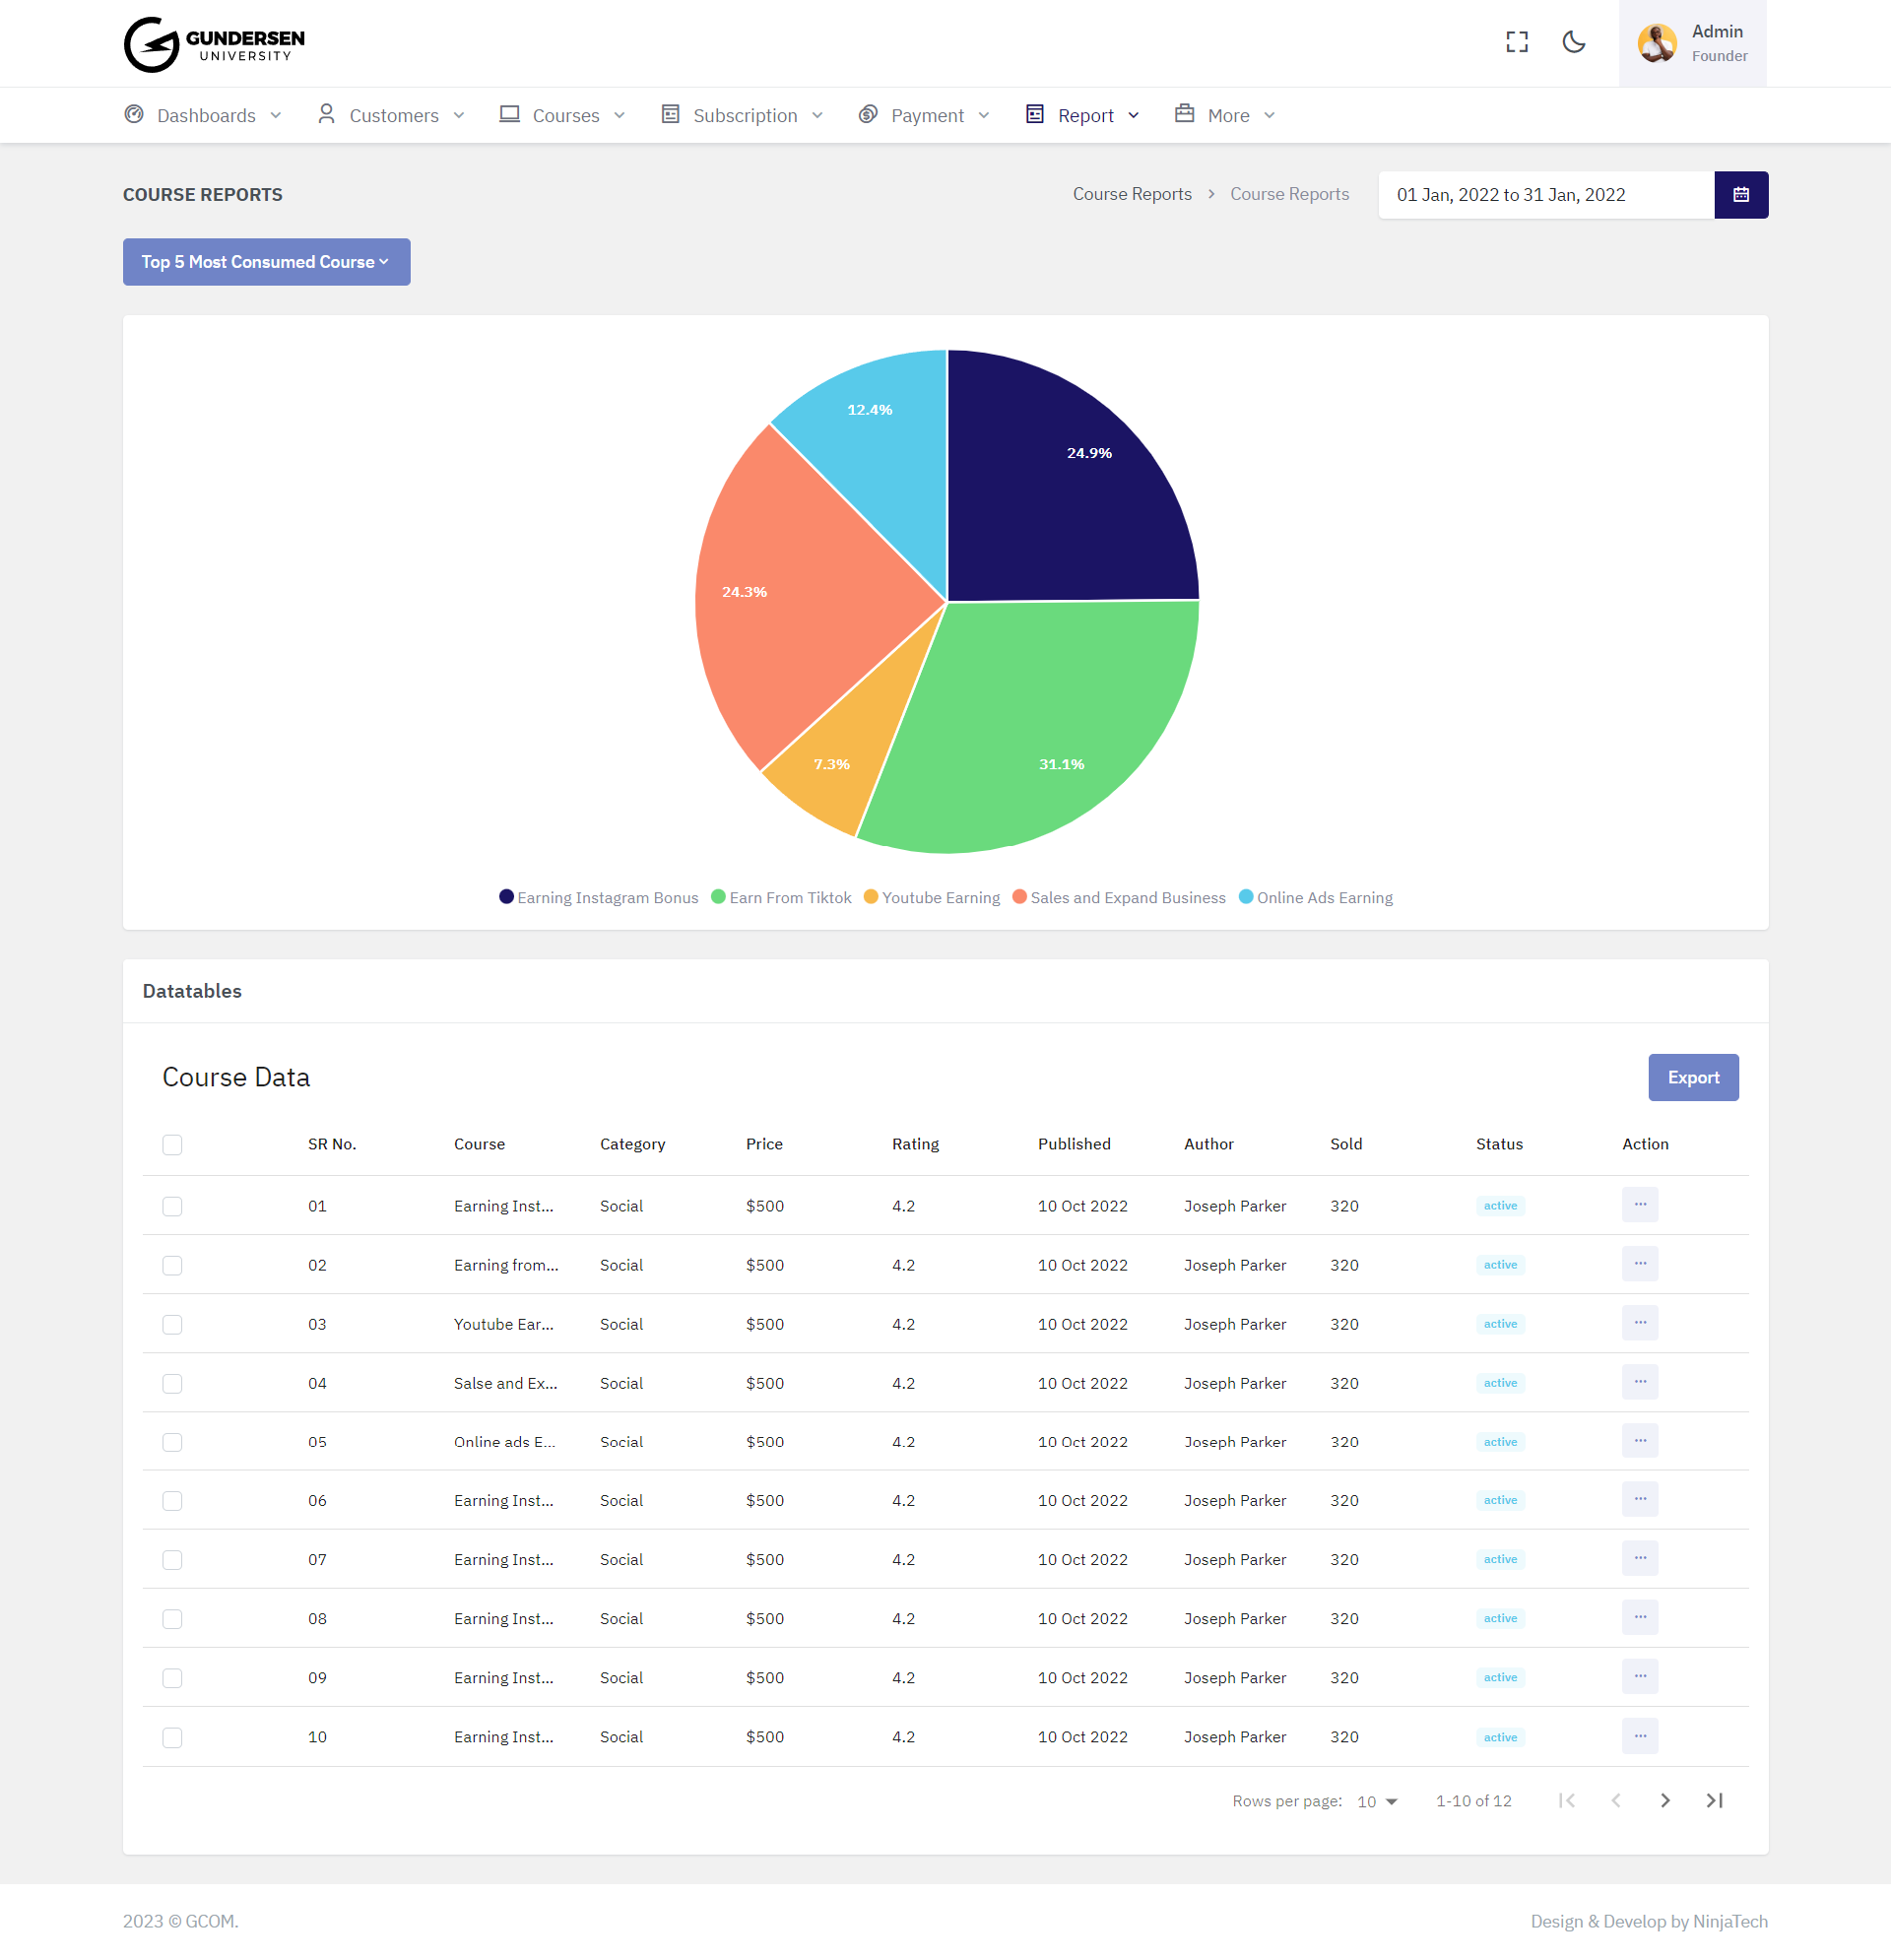 GUNDERSEN
UNIVERSITY
Admin
Founder
Dashboards Customers Courses Subscription Payment Report More
COURSE REPORTS
Course Reports > Course Reports
01 Jan, 2022 to 31 Jan, 2022
Top 5 Most Consumed Course
12.4%
24.9%
24.3%
7.3%
31.1%
Earning Instagram Bonus Earn From Tiktok Youtube Earning Sales and Expand Business Online Ads Earning
Datatables
Course Data
Export
SR No. Course Category Price Rating Published Author Sold Status Action
01 Earning Inst... Social $500 4.2 10 Oct 2022 Joseph Parker 320 active ...
02 Earning from... Social $500 4.2 10 Oct 2022 Joseph Parker 320 active ...
03 Youtube Ear... Social $500 4.2 10 Oct 2022 Joseph Parker 320 active ...
04 Salse and Ex... Social $500 4.2 10 Oct 2022 Joseph Parker 320 active ...
05 Online ads E... Social $500 4.2 10 Oct 2022 Joseph Parker 320 active ...
06 Earning Inst... Social $500 4.2 10 Oct 2022 Joseph Parker 320 active ...
07 Earning Inst... Social $500 4.2 10 Oct 2022 Joseph Parker 320 active ...
08 Earning Inst... Social $500 4.2 10 Oct 2022 Joseph Parker 320 active ...
09 Earning Inst... Social $500 4.2 10 Oct 2022 Joseph Parker 320 active ...
10 Earning Inst... Social $500 4.2 10 Oct 2022 Joseph Parker 320 active ...
Rows per page: 10 1-10 of 12
2023 © GCOM.
Design & Develop by NinjaTech